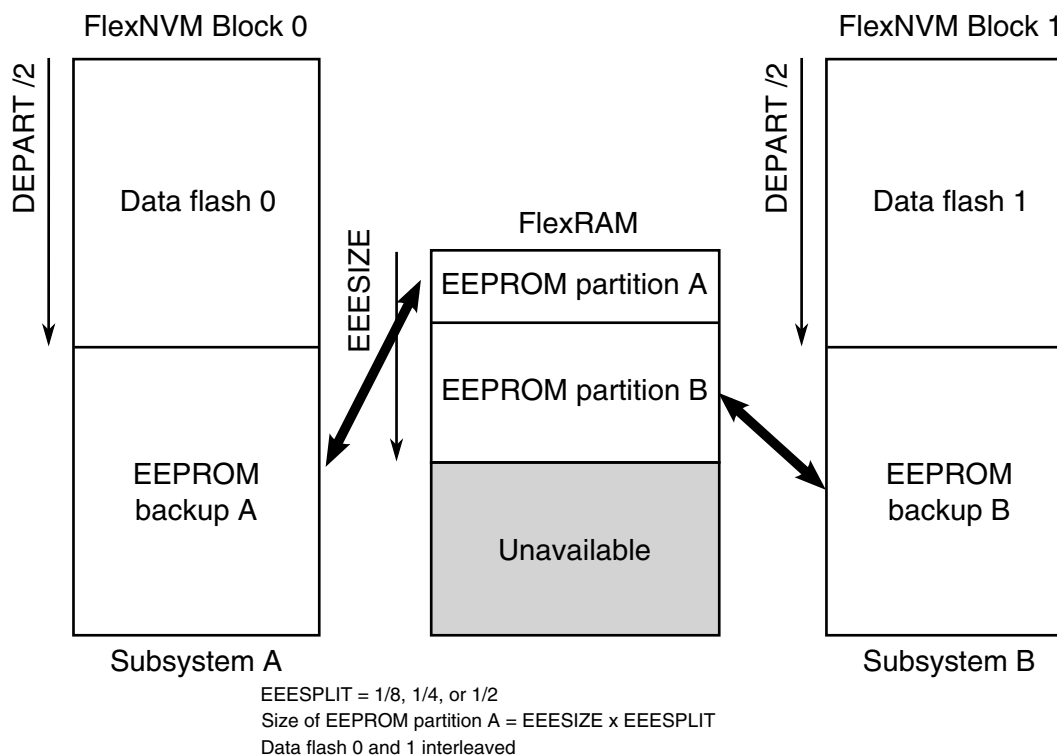 FlexNVM Block 0
FlexNVM Block 1
DEPART /2
Data flash 0
DEPART /2
Data flash 1
FlexRAM
EEESIZE
EEPROM partition A
EEPROM partition B
EEPROM
backup A
EEPROM
backup B
Unavailable
Subsystem A
Subsystem B
EEESPLIT = 1/8, 1/4, or 1/2
Size of EEPROM partition A = EEESIZE x EEESPLIT
Data flash 0 and 1 interleaved